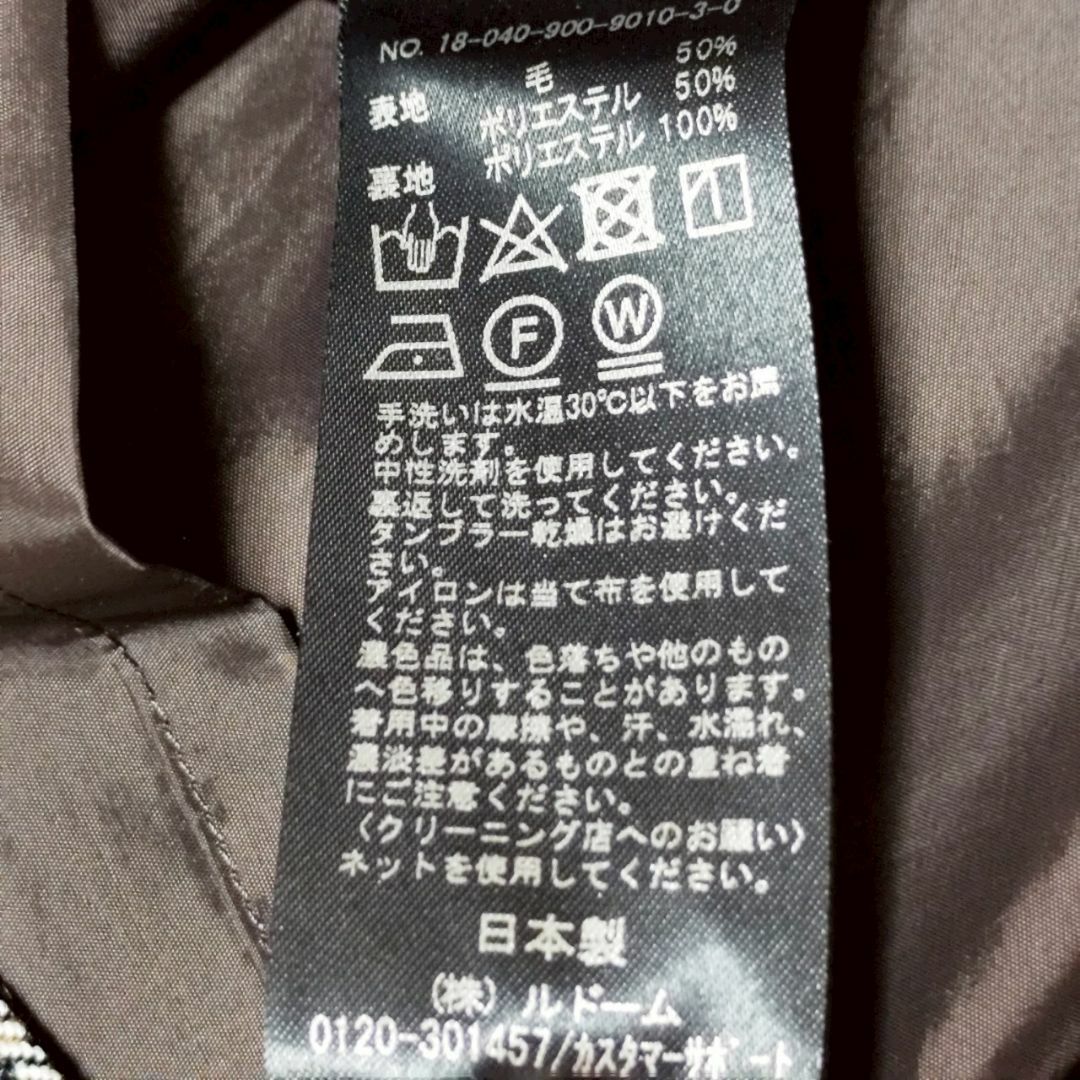 NO. 18-040-900-9010-3-0
表地 毛 50%
ポリエステル 50%
裏地 ポリエステル 100%
F W
手洗いは水温30℃以下をお薦
めします。
中性洗剤を使用してください。
裏返して洗ってください。
タンブラー乾燥はお避けくだ
さい。
アイロンは当て布を使用して
ください。
濃色品は、色落ちや他のもの
へ色移りすることがあります。
着用中の摩擦や、汗、水濡れ、
濃淡差があるものとの重ね着
にご注意ください。
〈クリーニング店へのお願い〉
ネットを使用してください。
日本製
(株)ルドーム
0120-301457/カスタマーサポート